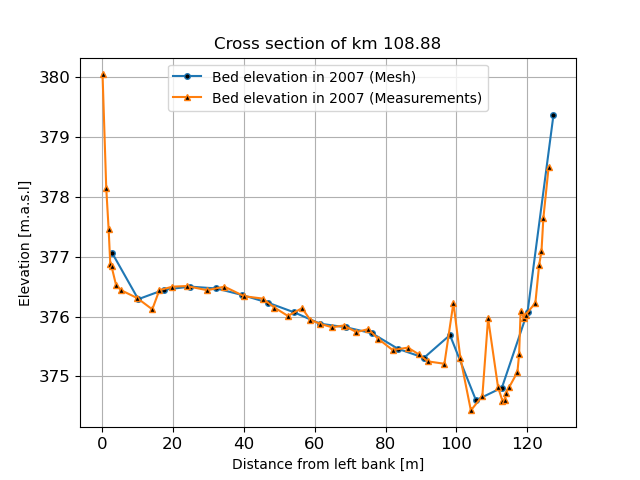 Cross section of km 108.88
Bed elevation in 2007 (Mesh)
Bed elevation in 2007 (Measurements)
Elevation [m.a.s.l]
380
379
378
377
376
375
0 20 40 60 80 100 120
Distance from left bank [m]